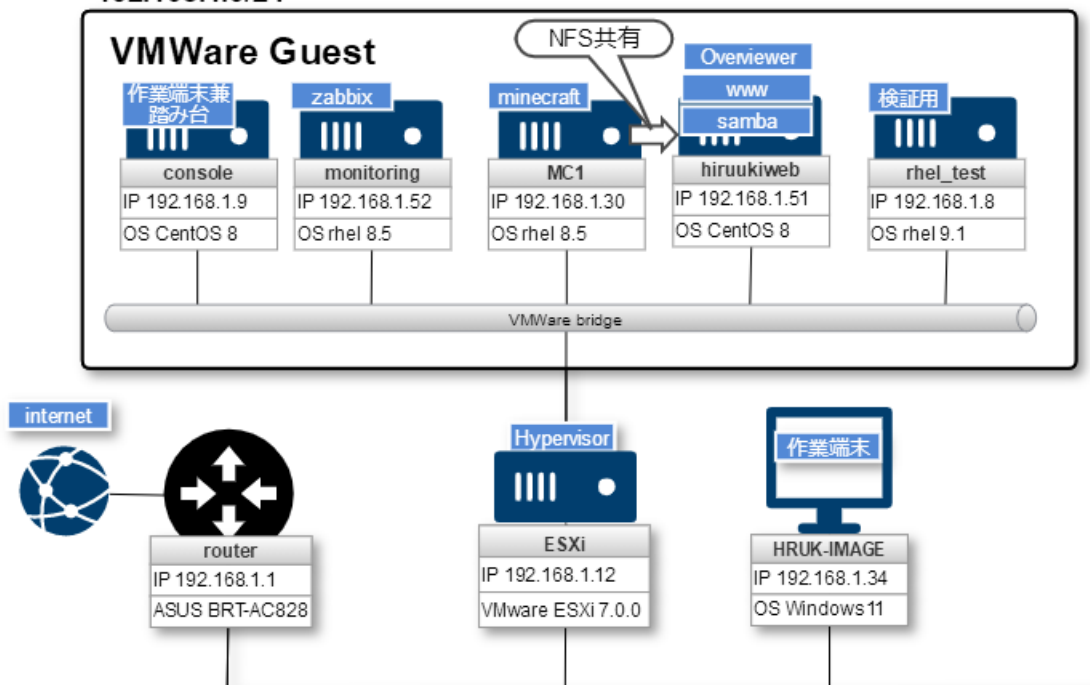 VMWare Guest
NFS共有
作業端末兼
踏み台
zabbix
minecraft
Overviewer
www
samba
検証用
console
IP 192.168.1.9
OS CentOS 8
monitoring
IP 192.168.1.52
OS rhel 8.5
MC1
IP 192.168.1.30
OS rhel 8.5
hiruukiweb
IP 192.168.1.51
OS CentOS 8
rhel_test
IP 192.168.1.8
OS rhel 9.1
VMWare bridge
internet
Hypervisor
作業端末
router
IP 192.168.1.1
ASUS BRT-AC828
ESXi
IP 192.168.1.12
VMware ESXi 7.0.0
HRUK-IMAGE
IP 192.168.1.34
OS Windows11